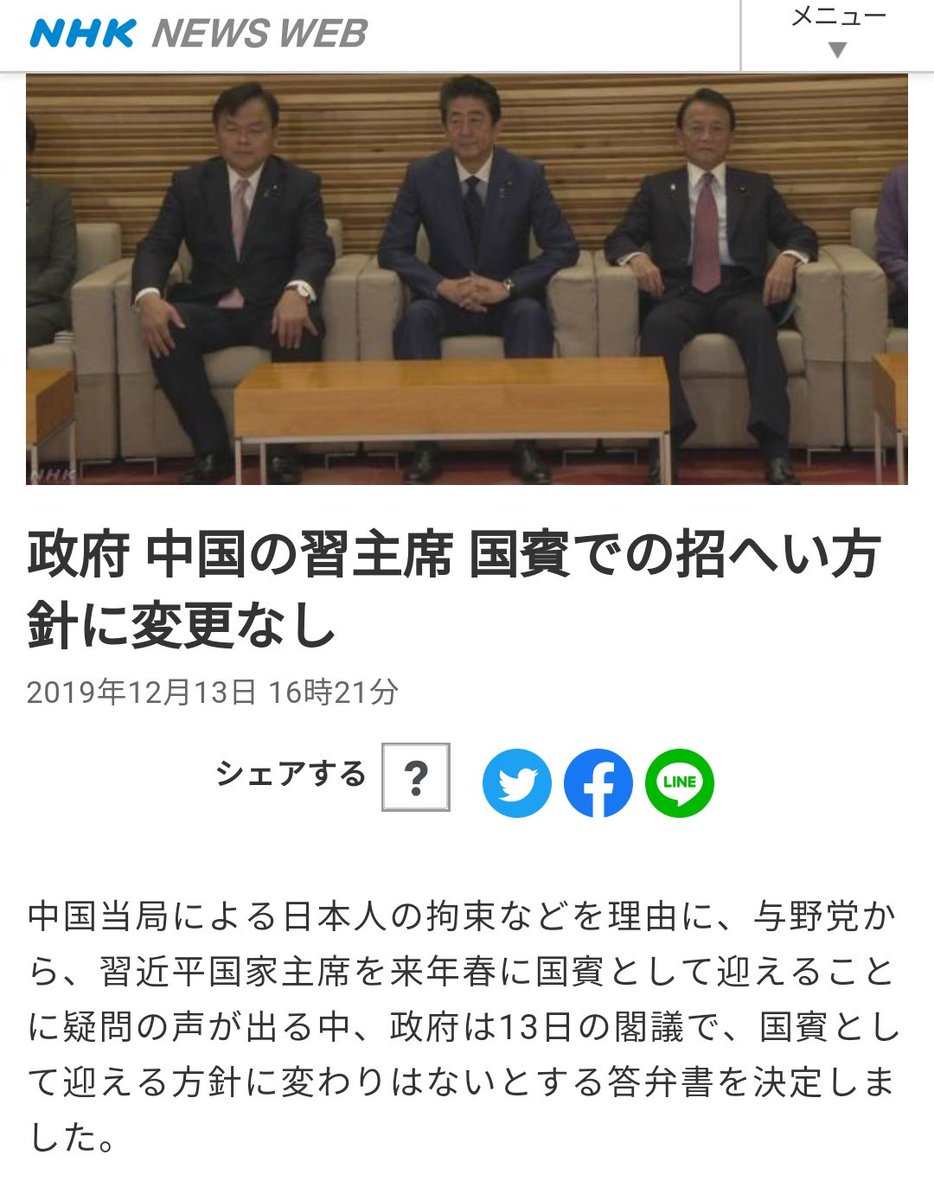 NHK NEWS WEB
メニュー
▼
NHK
政府 中国の習主席 国賓での招へい方
針に変更なし
2019年12月13日 16時21分
シェアする
?
LINE
中国当局による日本人の拘束などを理由に、与野党か
ら、習近平国家主席を来年春に国賓として迎えること
に疑問の声が出る中、政府は13日の閣議で、国賓とし
て迎える方針に変わりはないとする答弁書を決定しま
した。